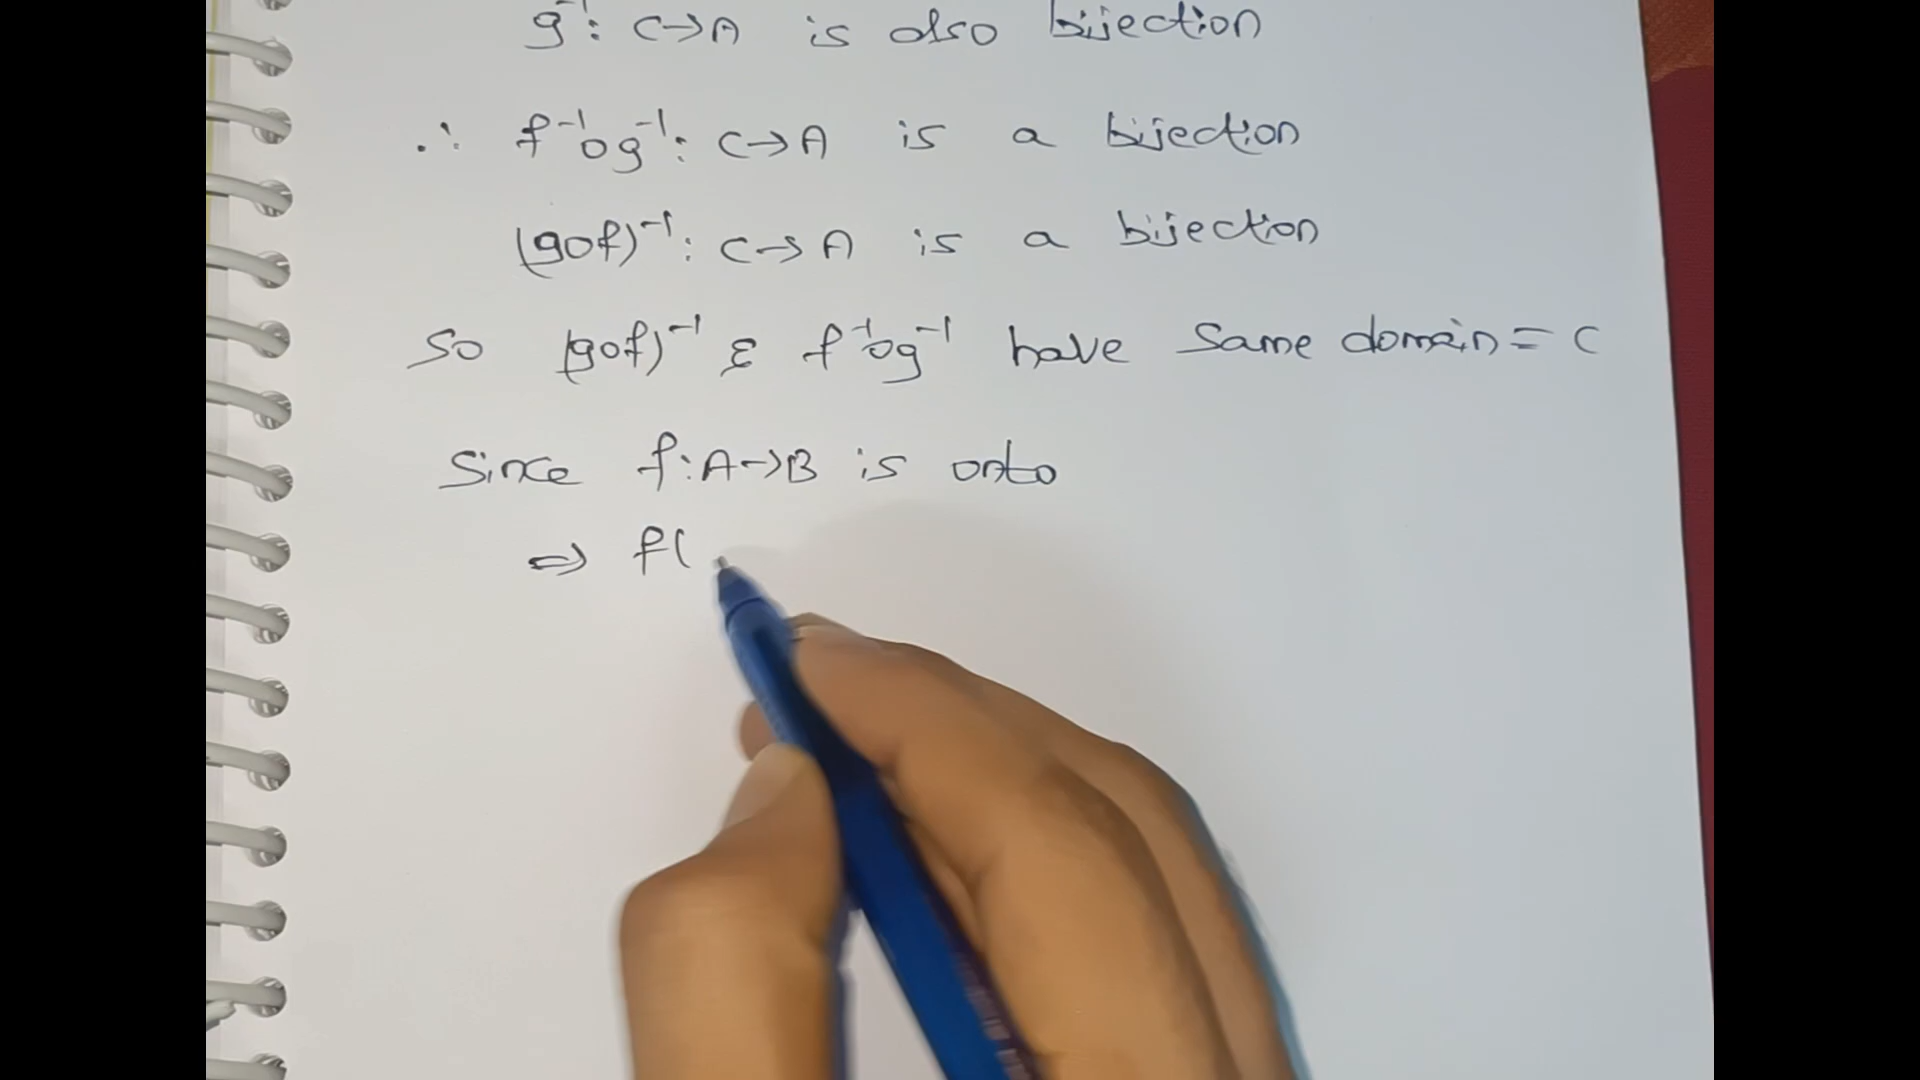 g⁻¹: C→A is also bijection
∴ f⁻¹og⁻¹: C→A is a bijection
(gof)⁻¹: C→A is a bijection
So (gof)⁻¹ & f⁻¹og⁻¹ have same domain = C
Since f: A→B is onto
⇒ f(